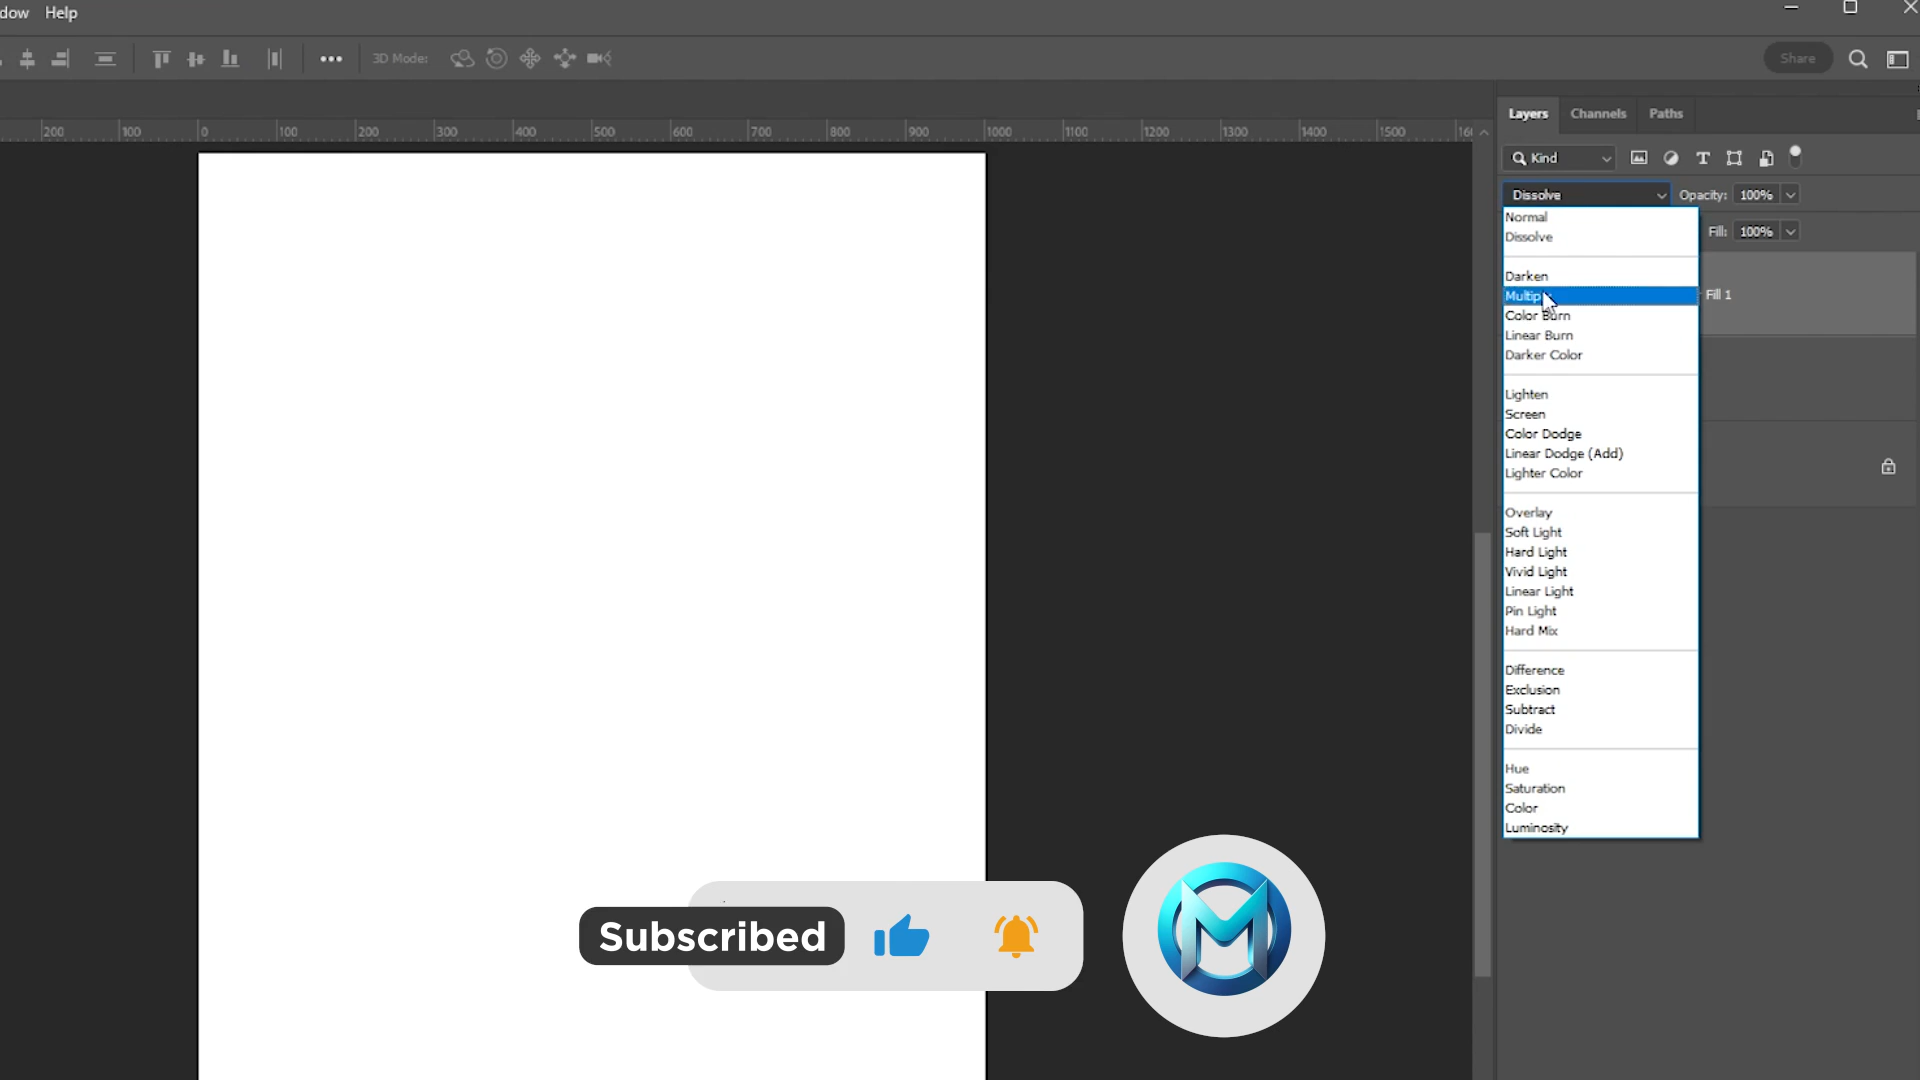 dow Help
3D Mode:
Share
200 100 0 100 200 300 400 500 600 700 800 900 1000 1100 1200 1300 1400 1500 16
Layers Channels Paths
Kind
Dissolve Opacity: 100%
Fill: 100%
Fill 1
Normal
Dissolve
Darken
Multip
Color Burn
Linear Burn
Darker Color
Lighten
Screen
Color Dodge
Linear Dodge (Add)
Lighter Color
Overlay
Soft Light
Hard Light
Vivid Light
Linear Light
Pin Light
Hard Mix
Difference
Exclusion
Subtract
Divide
Hue
Saturation
Color
Luminosity
Subscribed
M